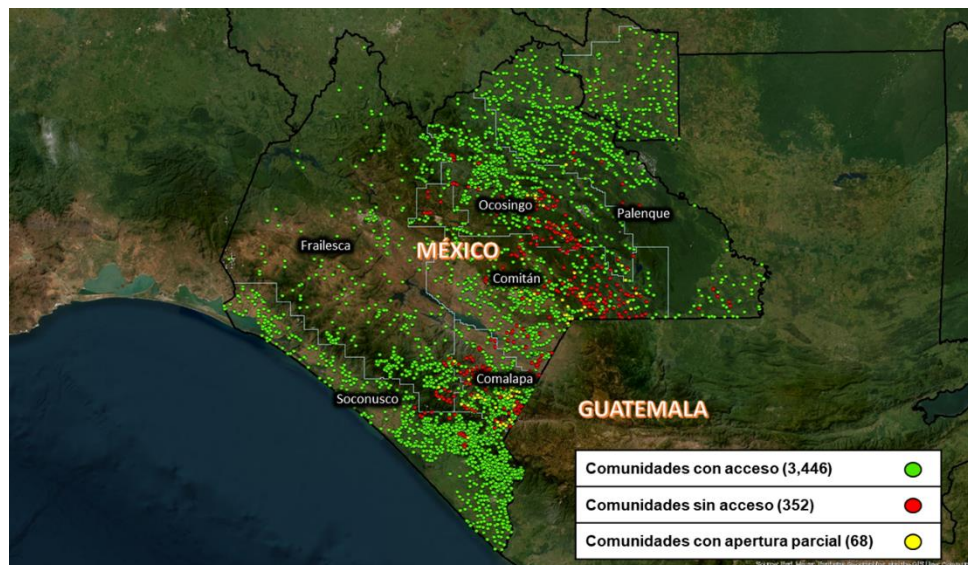 Ocosingo
Palenque
Frailesca
MÉXICO
Comitán
Comalapa
Soconusco
GUATEMALA
Comunidades con acceso (3,446)
Comunidades sin acceso (352)
Comunidades con apertura parcial (68)